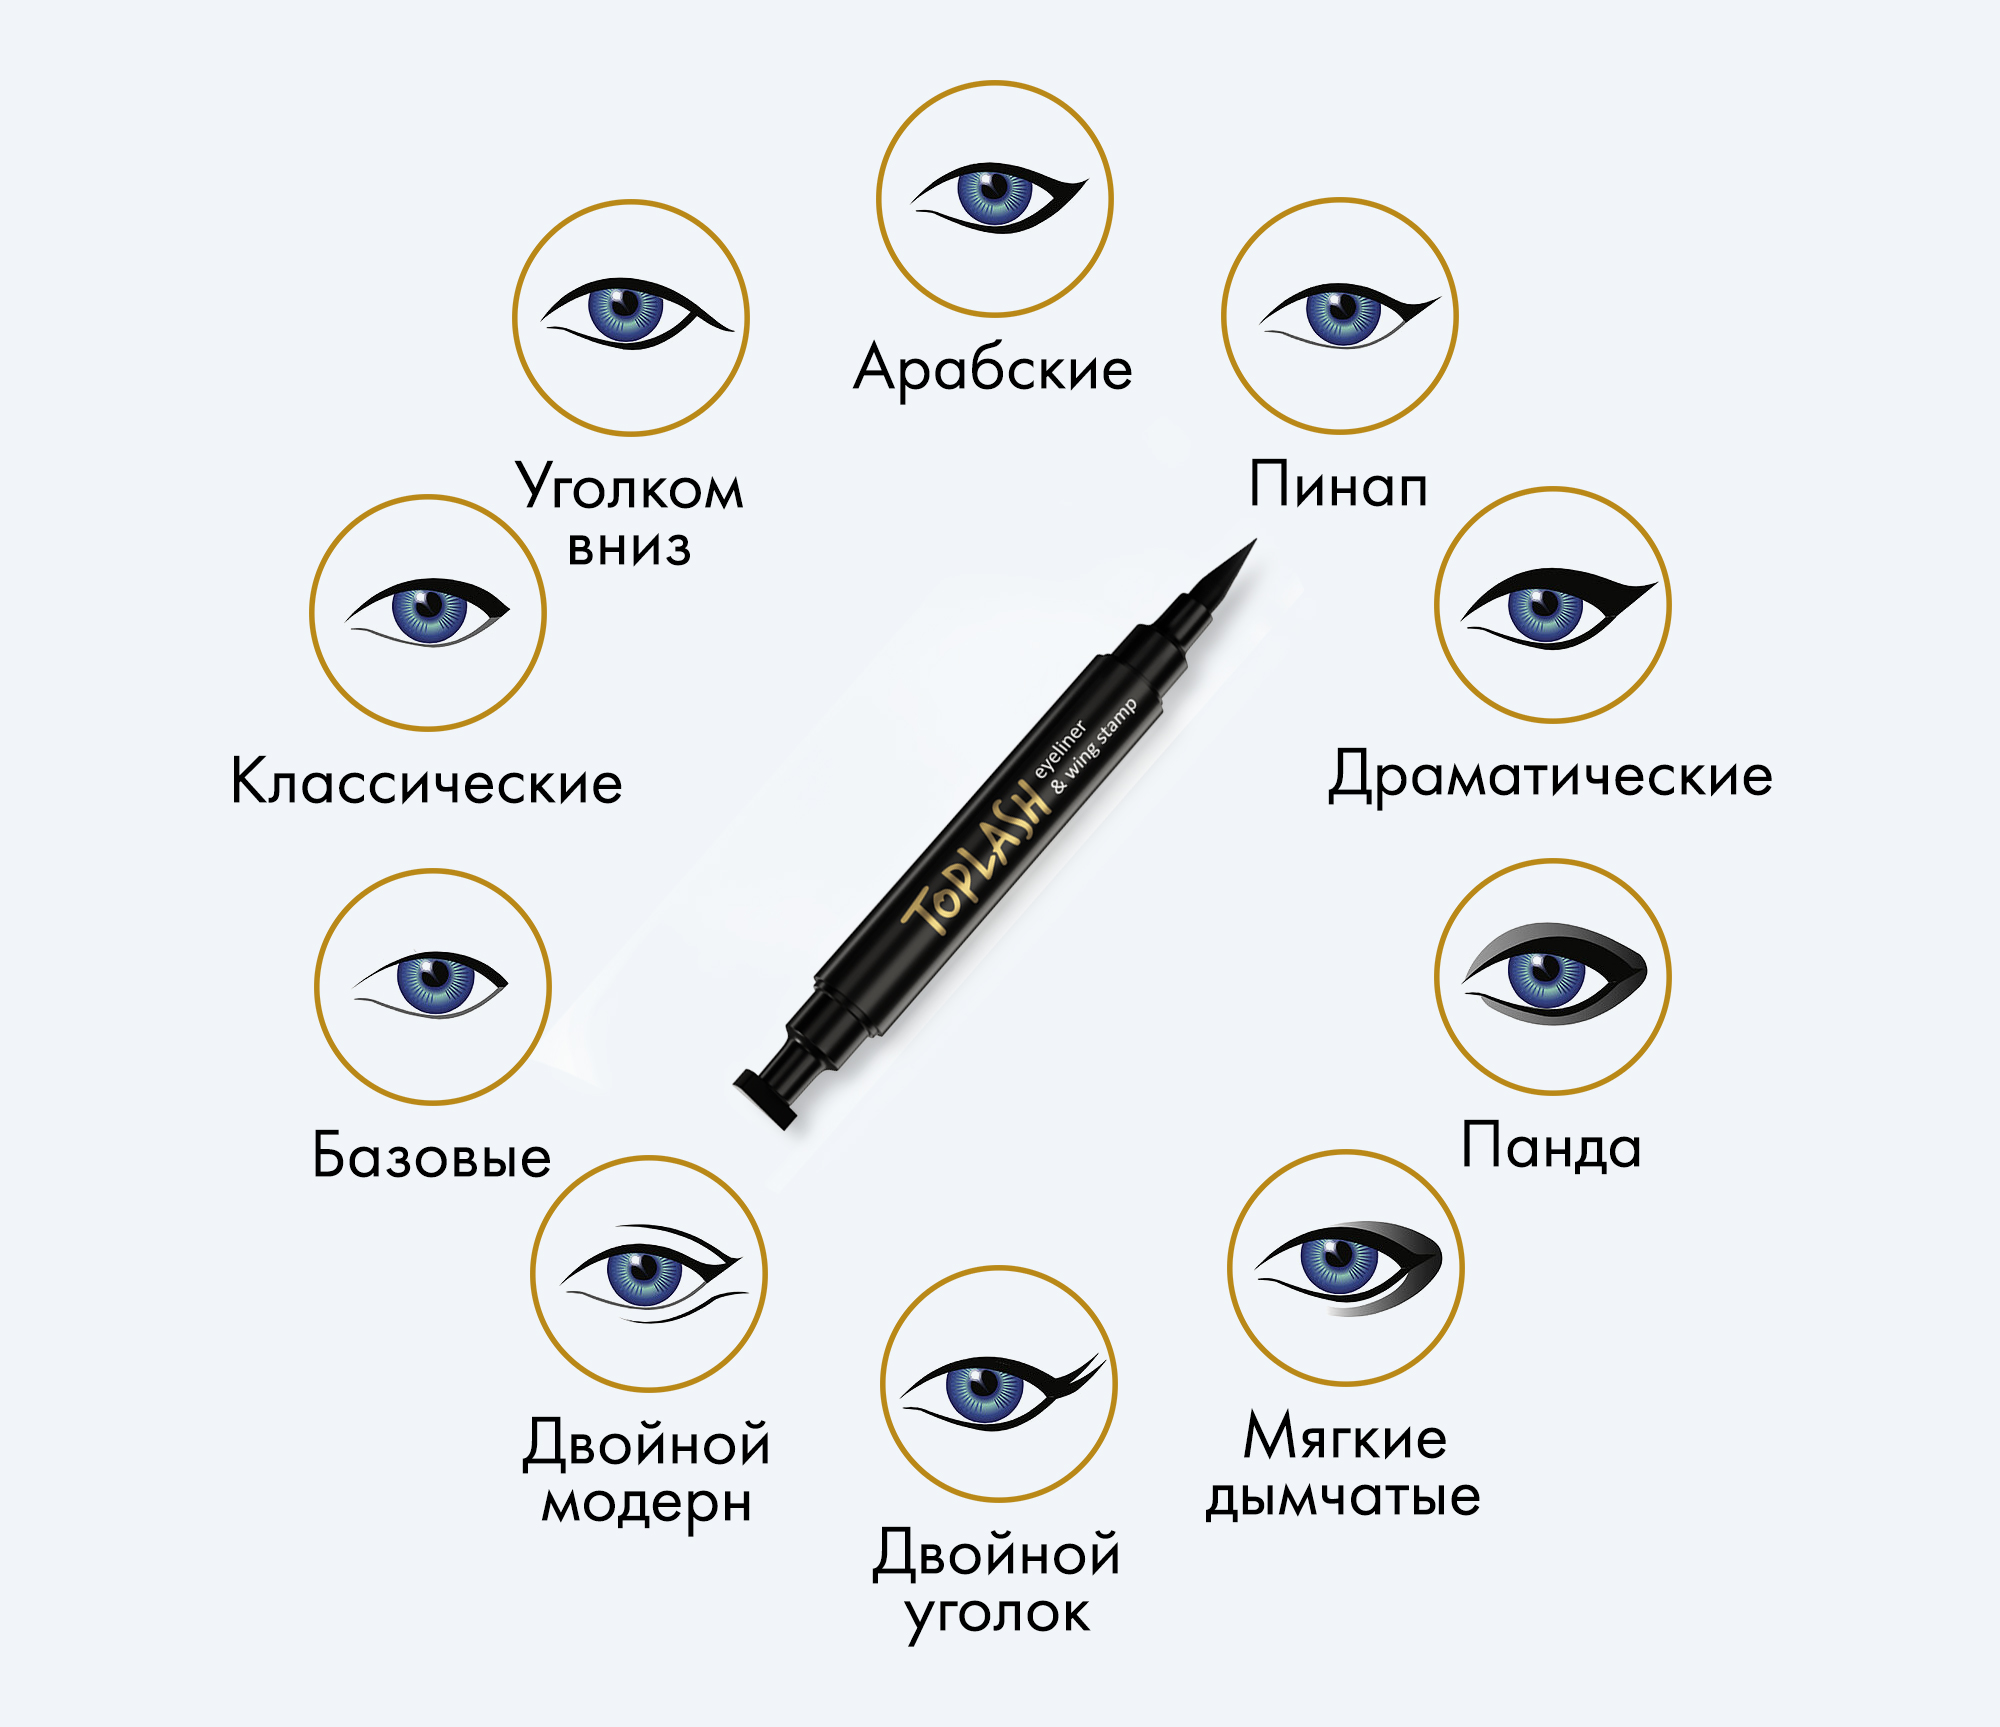 Арабские
Уголком
вниз
Пинап
Классические
Драматические
TOPLASH
eyeliner
& wing stamp
Базовые
Панда
Двойной
модерн
Мягкие
дымчатые
Двойной
уголок